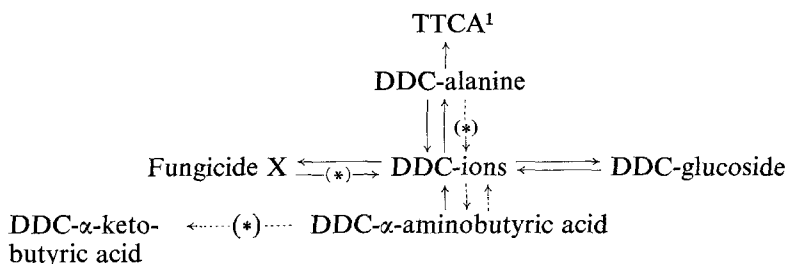 TTCA¹
DDC-alanine
(*)
Fungicide X (*) DDC-ions DDC-glucoside
DDC-α-keto- (*) DDC-α-aminobutyric acid
butyric acid